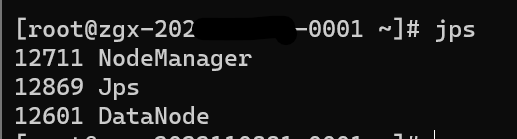 [root@zgx-202 -0001 ~]# jps
12711 NodeManager
12869 Jps
12601 DataNode